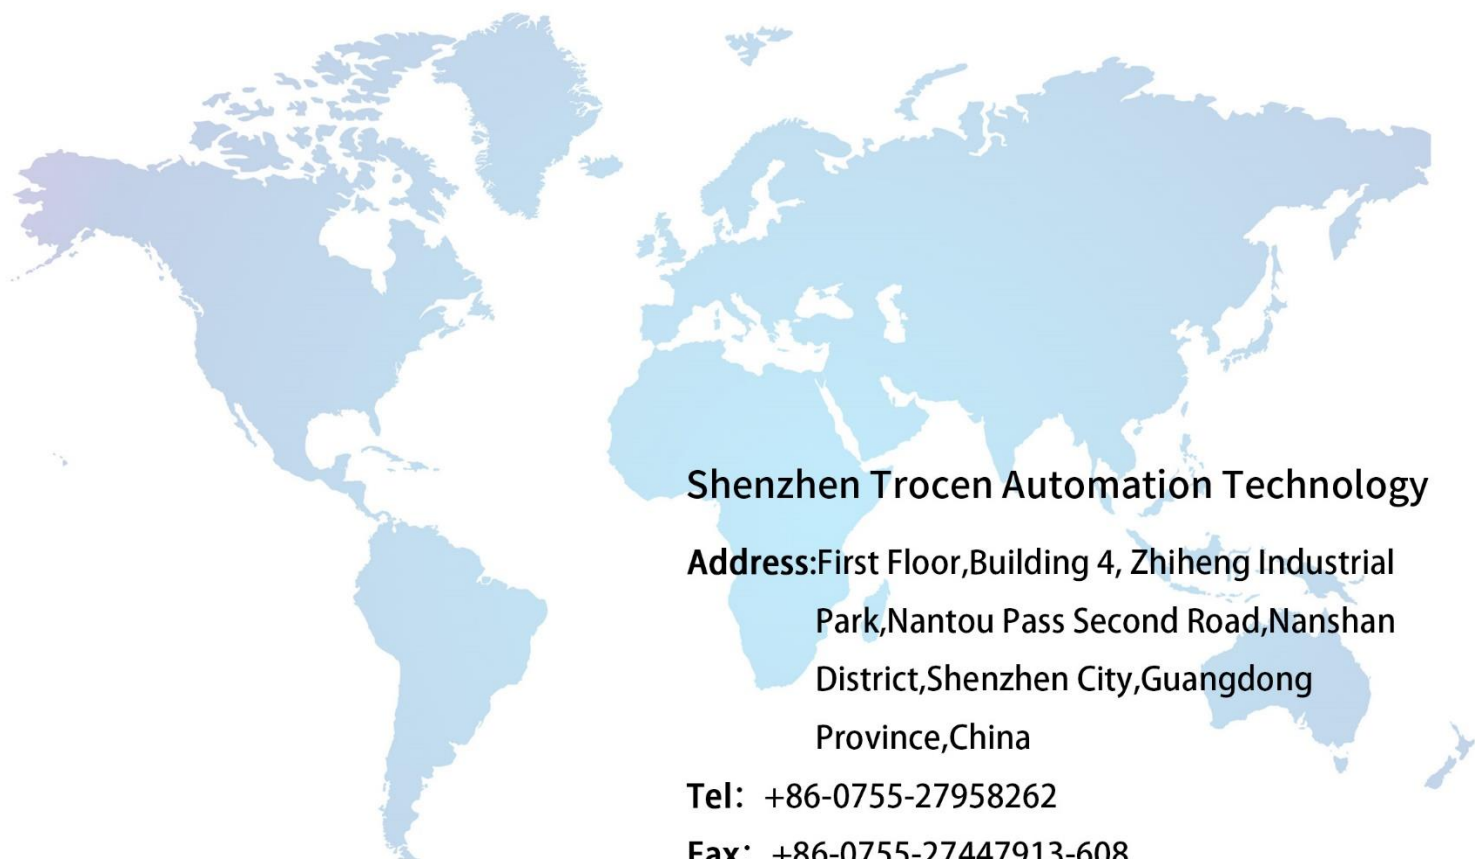 Shenzhen Trocen Automation Technology
Address:First Floor,Building 4, Zhiheng Industrial
Park,Nantou Pass Second Road,Nanshan
District,Shenzhen City,Guangdong
Province,China
Tel：+86-0755-27958262
Fax：+86-0755-27447913-608